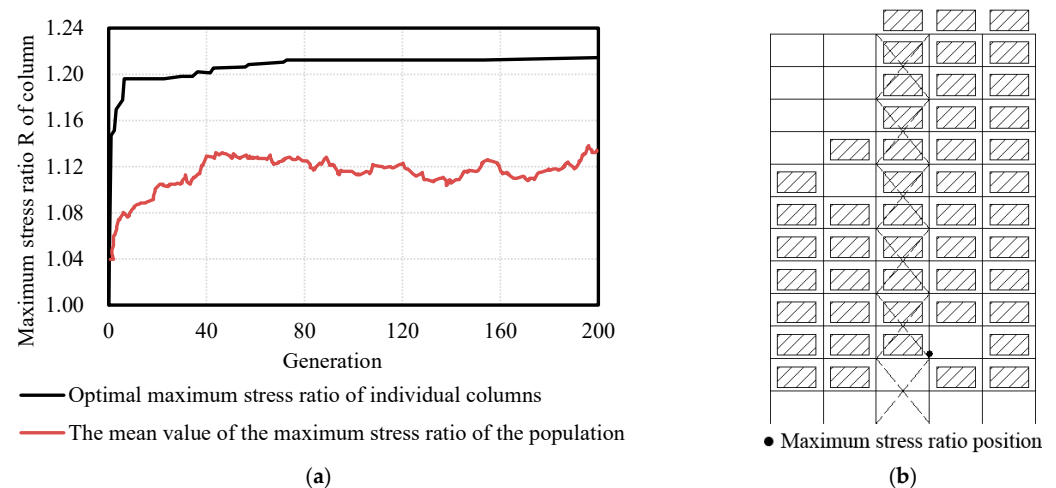 Maximum stress ratio R of column
1.24
1.20
1.16
1.12
1.08
1.04
1.00
0
40
80
120
160
200
Generation
Optimal maximum stress ratio of individual columns
The mean value of the maximum stress ratio of the population
(a)
Maximum stress ratio position
(b)